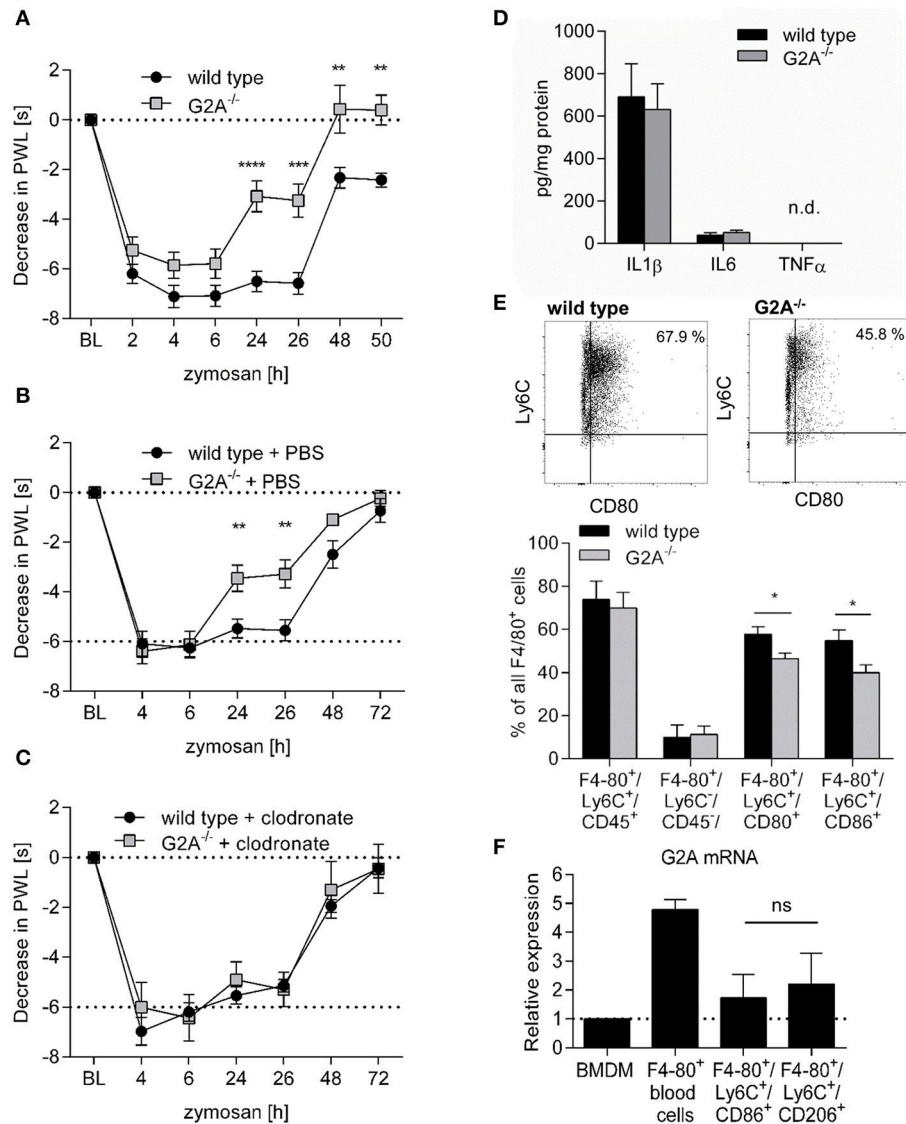 A
wild type
G2A-/-
Decrease in PWL [s]
2
0
-2
-4
-6
-8
**** *** ** **
BL 2 4 6 24 26 48 50
zymosan [h]
B
wild type + PBS
G2A-/- + PBS
Decrease in PWL [s]
2
0
-2
-4
-6
-8
** **
BL 4 6 24 26 48 72
zymosan [h]
C
wild type + clodronate
G2A-/- + clodronate
Decrease in PWL [s]
2
0
-2
-4
-6
-8
BL 4 6 24 26 48 72
zymosan [h]
D
wild type
G2A-/-
pg/mg protein
1000
800
600
400
200
0
n.d.
IL1β IL6 TNFα
E
wild type G2A-/-
67.9 % 45.8 %
Ly6C Ly6C
CD80 CD80
wild type
G2A-/-
% of all F4/80+ cells
100
80
60
40
20
0
* *
F4-80+/ F4-80+/ F4-80+/ F4-80+/
Ly6C+/ Ly6C-/ Ly6C+/ Ly6C+/
CD45+ CD45-/ CD80+ CD86+
F
G2A mRNA
Relative expression
6
5
4
3
2
1
0
ns
BMDM F4-80+ F4-80+/ F4-80+/
blood Ly6C+/ Ly6C+/
cells CD86+ CD206+